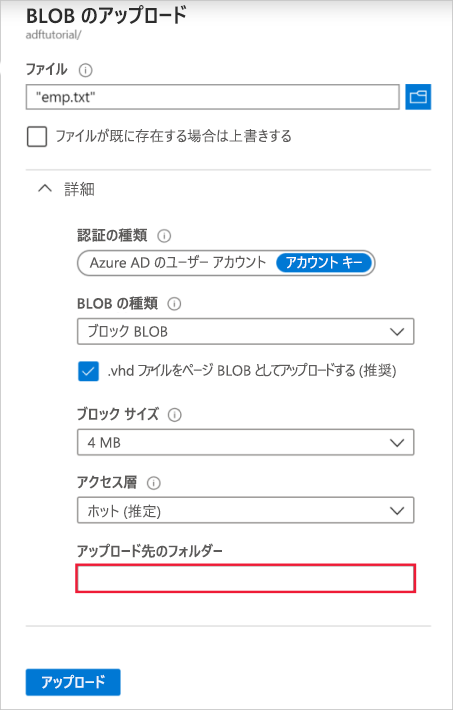 BLOB のアップロード
adftutorial/
ファイル
"emp.txt"
ファイルが既に存在する場合は上書きする
詳細
認証の種類
Azure AD のユーザー アカウント アカウント キー
BLOB の種類
ブロック BLOB
.vhd ファイルをページ BLOB としてアップロードする (推奨)
ブロック サイズ
4 MB
アクセス層
ホット (推定)
アップロード先のフォルダー
アップロード